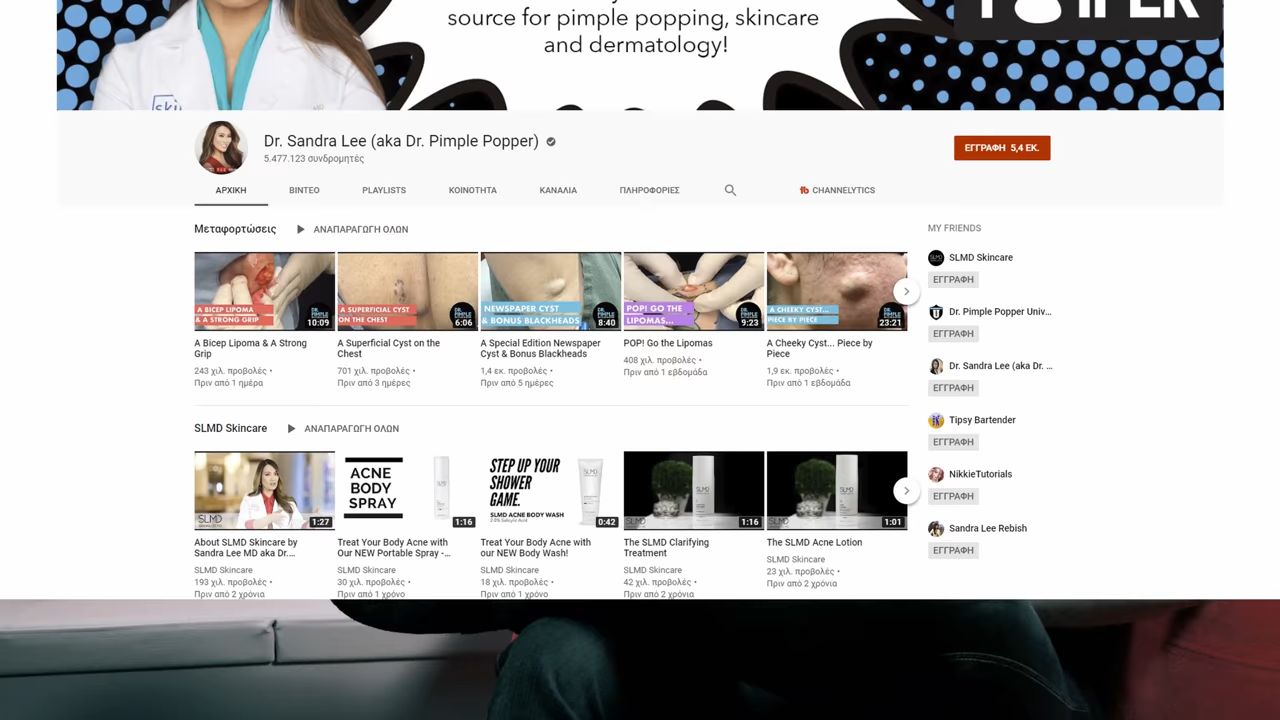 source for pimple popping, skincare
and dermatology!
Dr. Sandra Lee (aka Dr. Pimple Popper)
5.477.123 συνδρομητές
ΕΓΓΡΑΦΗ 5,4 ΕΚ.
ΑΡΧΙΚΗ ΒΙΝΤΕΟ PLAYLISTS ΚΟΙΝΟΤΗΤΑ ΚΑΝΑΛΙΑ ΠΛΗΡΟΦΟΡΙΕΣ CHANNELYTICS
Μεταφορτώσεις ΑΝΑΠΑΡΑΓΩΓΗ ΟΛΩΝ
A BICEP LIPOMA
& A STRONG GRIP
10:09
A SUPERFICIAL CYST
ON THE CHEST
6:06
NEWSPAPER CYST
& BONUS BLACKHEADS
8:40
POP! GO THE
LIPOMAS...
9:23
A CHEEKY CYST...
PIECE BY PIECE
23:21
A Bicep Lipoma & A Strong
Grip
243 χιλ. προβολές •
Πριν από 1 ημέρα
A Superficial Cyst on the
Chest
701 χιλ. προβολές •
Πριν από 3 ημέρες
A Special Edition Newspaper
Cyst & Bonus Blackheads
1,4 εκ. προβολές •
Πριν από 5 ημέρες
POP! Go the Lipomas
408 χιλ. προβολές •
Πριν από 1 εβδομάδα
A Cheeky Cyst... Piece by
Piece
1,9 εκ. προβολές •
Πριν από 1 εβδομάδα
SLMD Skincare ΑΝΑΠΑΡΑΓΩΓΗ ΟΛΩΝ
SLMD
1:27
ACNE
BODY
SPRAY
1:16
STEP UP YOUR
SHOWER
GAME.
SLMD ACNE BODY WASH
2.0% Salicylic Acid
0:42
SLMD
1:16
SLMD
1:01
About SLMD Skincare by
Sandra Lee MD aka Dr....
SLMD Skincare
193 χιλ. προβολές •
Πριν από 2 χρόνια
Treat Your Body Acne with
Our NEW Portable Spray -...
SLMD Skincare
30 χιλ. προβολές •
Πριν από 1 χρόνο
Treat Your Body Acne with
our NEW Body Wash!
SLMD Skincare
18 χιλ. προβολές •
Πριν από 1 χρόνο
The SLMD Clarifying
Treatment
SLMD Skincare
42 χιλ. προβολές •
Πριν από 2 χρόνια
The SLMD Acne Lotion
SLMD Skincare
23 χιλ. προβολές •
Πριν από 2 χρόνια
MY FRIENDS
SLMD Skincare
ΕΓΓΡΑΦΗ
Dr. Pimple Popper Univ...
ΕΓΓΡΑΦΗ
Dr. Sandra Lee (aka Dr. ...
ΕΓΓΡΑΦΗ
Tipsy Bartender
ΕΓΓΡΑΦΗ
NikkieTutorials
ΕΓΓΡΑΦΗ
Sandra Lee Rebish
ΕΓΓΡΑΦΗ